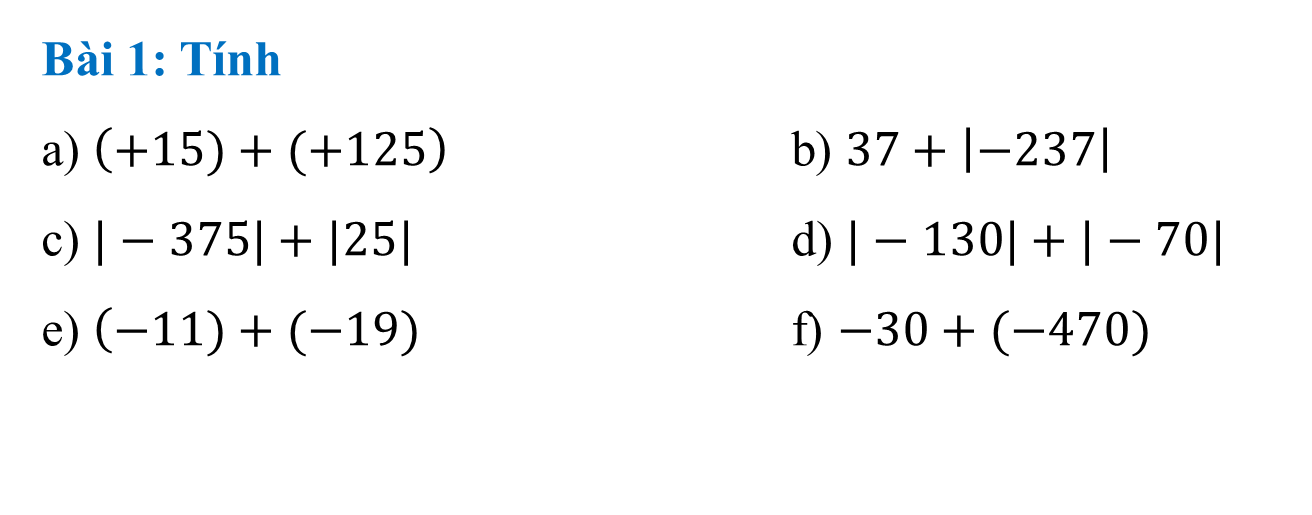 Bài 1: Tính
a) (+15) + (+125) b) 37 + |−237|
c) | − 375| + |25| d) | − 130| + | − 70|
e) (−11) + (−19) f) −30 + (−470)